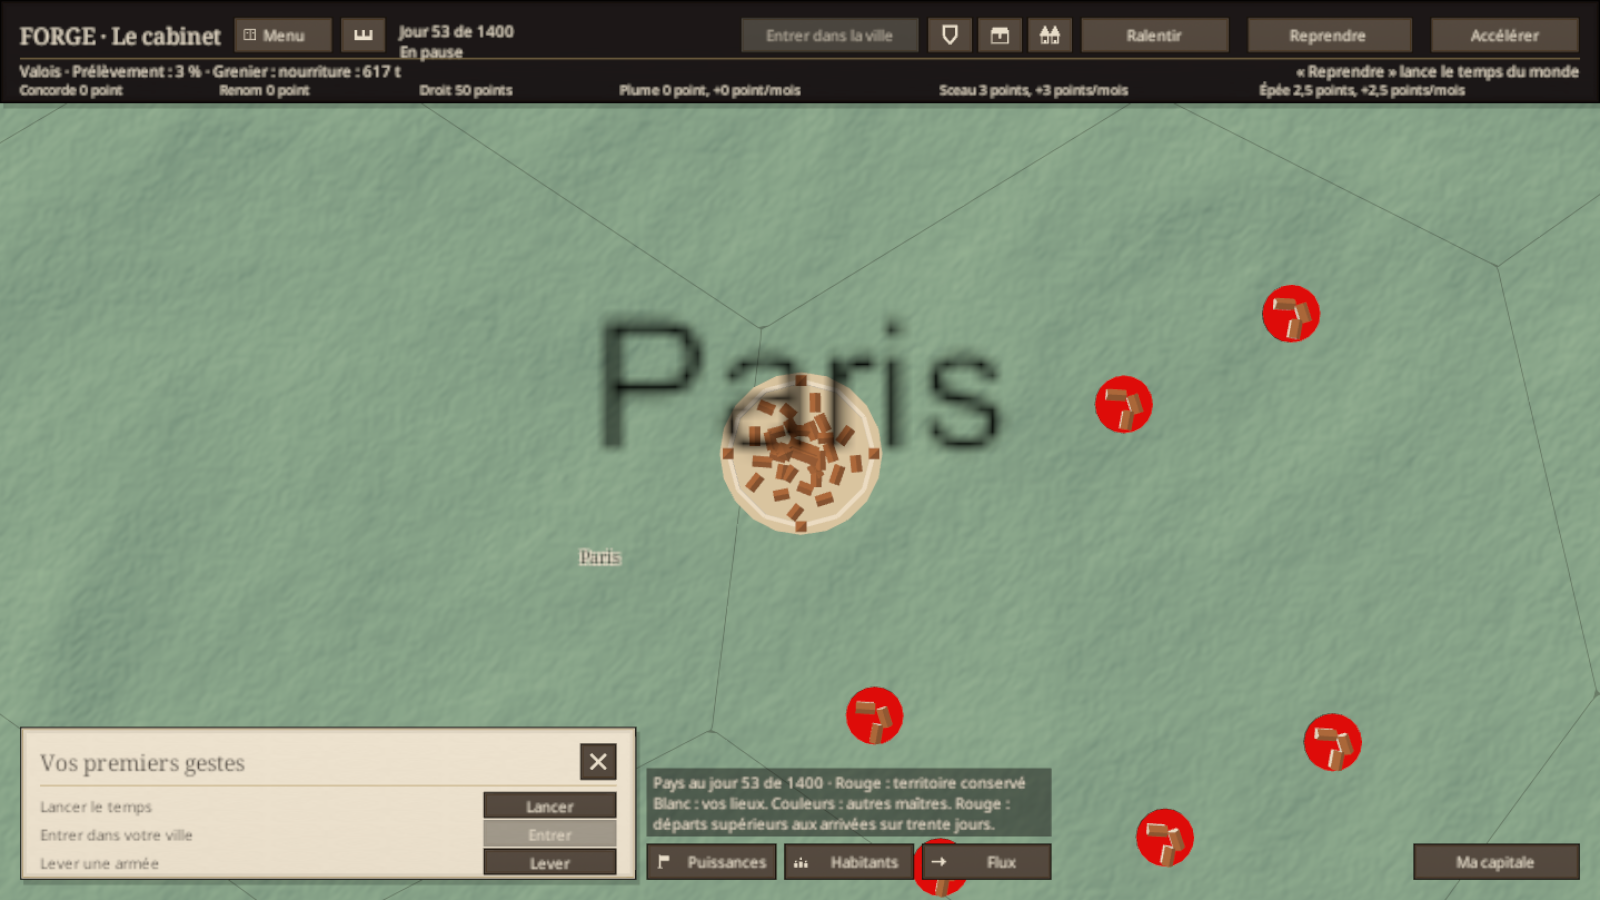 FORGE · Le cabinet
Menu
Jour 53 de 1400
En pause
Entrer dans la ville
Ralentir
Reprendre
Accélérer
Valois · Prélèvement : 3 % · Grenier : nourriture : 617 t
« Reprendre » lance le temps du monde
Concorde 0 point
Renom 0 point
Droit 50 points
Plume 0 point, +0 point/mois
Sceau 3 points, +3 points/mois
Épée 2,5 points, +2,5 points/mois
Paris
Paris
Vos premiers gestes
Lancer le temps
Lancer
Entrer dans votre ville
Entrer
Lever une armée
Lever
Pays au jour 53 de 1400 · Rouge : territoire conservé
Blanc : vos lieux. Couleurs : autres maîtres. Rouge :
départs supérieurs aux arrivées sur trente jours.
Puissances
Habitants
Flux
Ma capitale